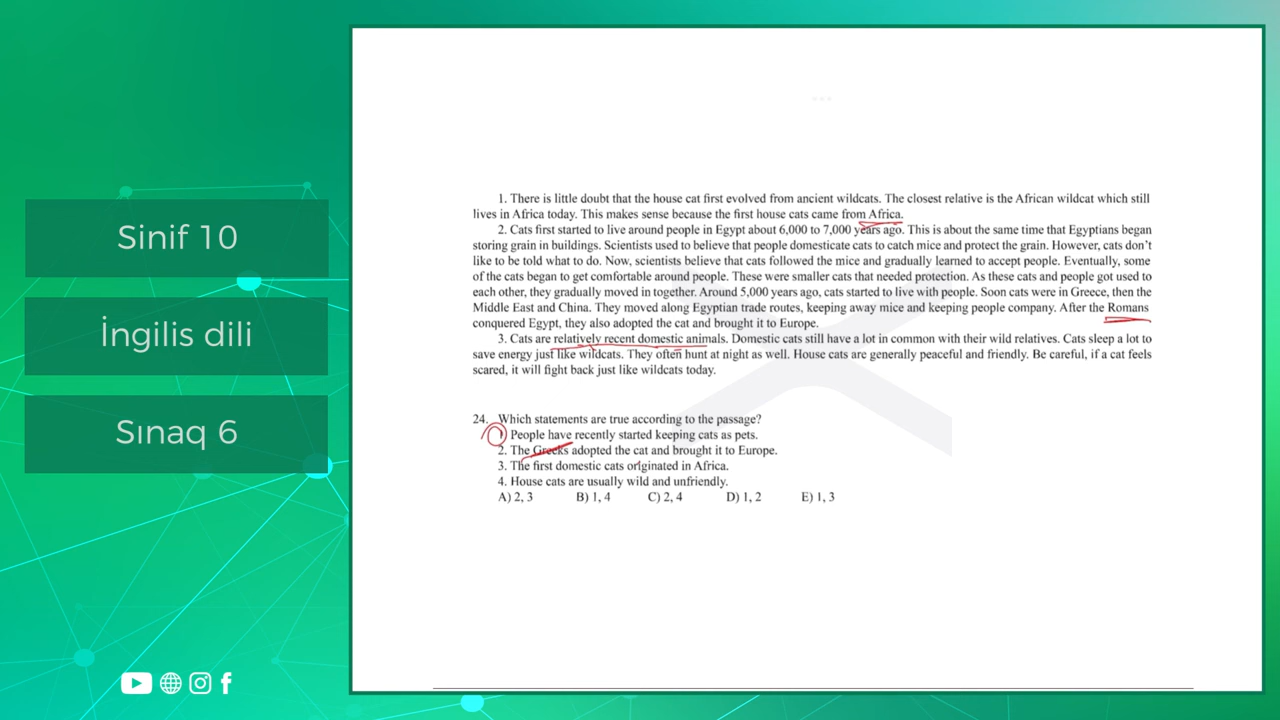 Sinif 10
İngilis dili
Sınaq 6
1. There is little doubt that the house cat first evolved from ancient wildcats. The closest relative is the African wildcat which still
lives in Africa today. This makes sense because the first house cats came from Africa.
2. Cats first started to live around people in Egypt about 6,000 to 7,000 years ago. This is about the same time that Egyptians began
storing grain in buildings. Scientists used to believe that people domesticate cats to catch mice and protect the grain. However, cats don't
like to be told what to do. Now, scientists believe that cats followed the mice and gradually learned to accept people. Eventually, some
of the cats began to get comfortable around people. These were smaller cats that needed protection. As these cats and people got used to
each other, they gradually moved in together. Around 5,000 years ago, cats started to live with people. Soon cats were in Greece, then the
Middle East and China. They moved along Egyptian trade routes, keeping away mice and keeping people company. After the Romans
conquered Egypt, they also adopted the cat and brought it to Europe.
3. Cats are relatively recent domestic animals. Domestic cats still have a lot in common with their wild relatives. Cats sleep a lot to
save energy just like wildcats. They often hunt at night as well. House cats are generally peaceful and friendly. Be careful, if a cat feels
scared, it will fight back just like wildcats today.
24. Which statements are true according to the passage?
1. People have recently started keeping cats as pets.
2. The Greeks adopted the cat and brought it to Europe.
3. The first domestic cats originated in Africa.
4. House cats are usually wild and unfriendly.
A) 2, 3 B) 1, 4 C) 2, 4 D) 1, 2 E) 1, 3